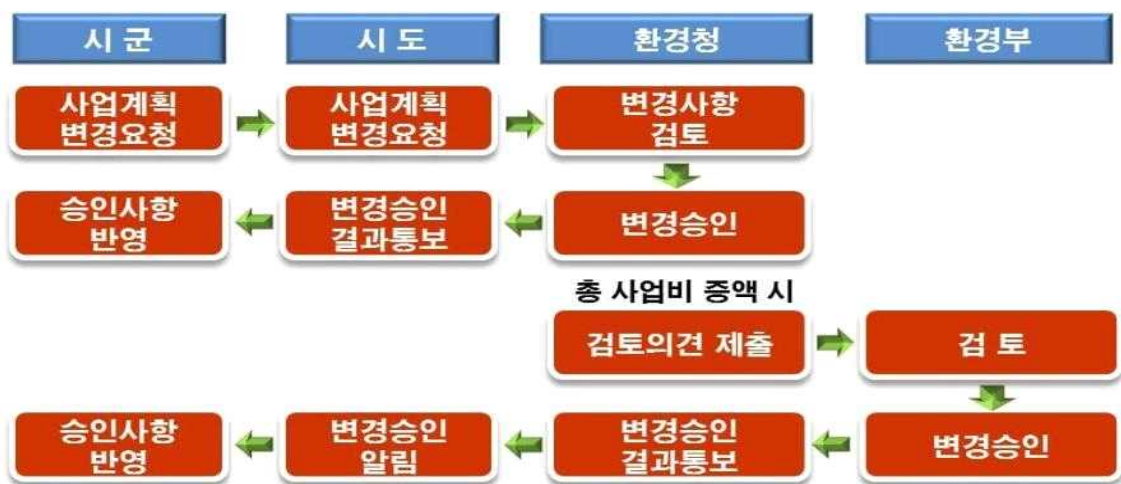 시 군
시 도
환경청
환경부
사업계획
변경요청
사업계획
변경요청
변경사항
검토
승인사항
반영
변경승인
결과통보
변경승인
총 사업비 증액 시
검토의견 제출
검 토
승인사항
반영
변경승인
알림
변경승인
결과통보
변경승인